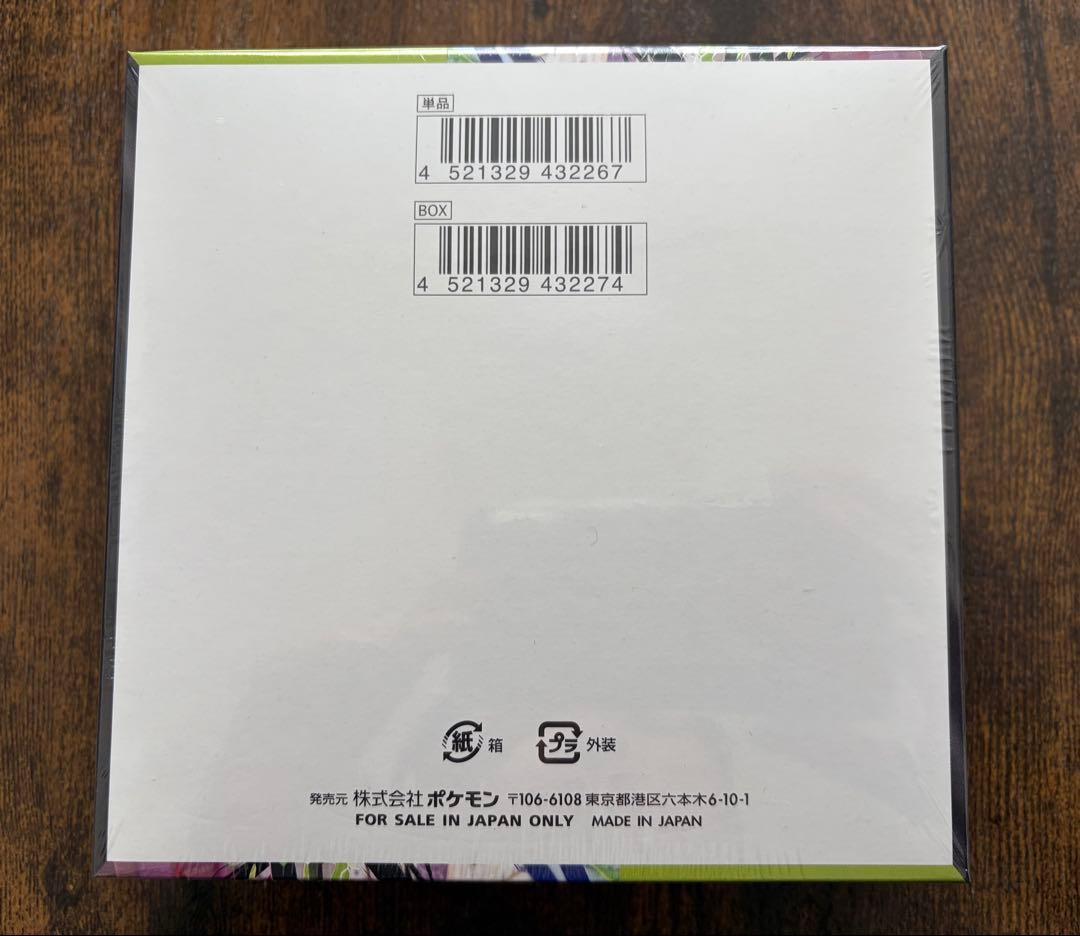 単品
4 521329 432267
BOX
4 521329 432274
紙 箱 プラ 外装
発売元 株式会社 ポケモン 〒106-6108 東京都港区六本木6-10-1
FOR SALE IN JAPAN ONLY MADE IN JAPAN